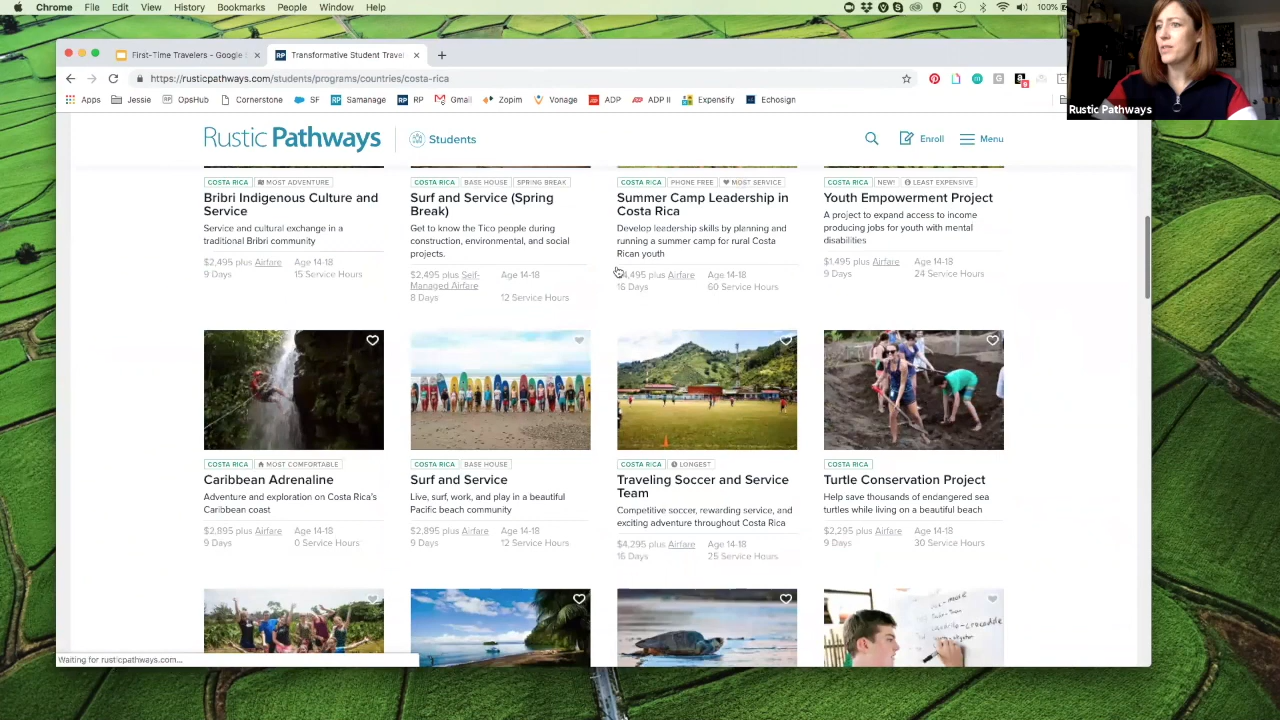 Chrome File Edit View History Bookmarks People Window Help
100%
First-Time Travelers - Google
Transformative Student Travel
https://rusticpathways.com/students/programs/countries/costa-rica
Apps Jessie OpsHub Cornerstone SF Samanage RP Gmail Zopim Vonage ADP ADP II Expensify Echosign
Rustic Pathways
Rustic Pathways Students Enroll Menu
COSTA RICA MOST ADVENTURE
Bribri Indigenous Culture and
Service
Service and cultural exchange in a
traditional Bribri community
$2,495 plus Airfare Age 14-18
9 Days 15 Service Hours
COSTA RICA BASE HOUSE SPRING BREAK
Surf and Service (Spring
Break)
Get to know the Tico people during
construction, environmental, and social
projects.
$2,495 plus Self- Age 14-18
Managed Airfare
8 Days 12 Service Hours
COSTA RICA PHONE FREE MOST SERVICE
Summer Camp Leadership in
Costa Rica
Develop leadership skills by planning and
running a summer camp for rural Costa
Rican youth
$4,495 plus Airfare Age 14-18
16 Days 60 Service Hours
COSTA RICA NEW! LEAST EXPENSIVE
Youth Empowerment Project
A project to expand access to income
producing jobs for youth with mental
disabilities
$1,495 plus Airfare Age 14-18
9 Days 24 Service Hours
COSTA RICA MOST COMFORTABLE
Caribbean Adrenaline
Adventure and exploration on Costa Rica's
Caribbean coast
$2,895 plus Airfare Age 14-18
9 Days 0 Service Hours
COSTA RICA BASE HOUSE
Surf and Service
Live, surf, work, and play in a beautiful
Pacific beach community
$2,895 plus Airfare Age 14-18
9 Days 12 Service Hours
COSTA RICA LONGEST
Traveling Soccer and Service
Team
Competitive soccer, rewarding service, and
exciting adventure throughout Costa Rica
$4,295 plus Airfare Age 14-18
16 Days 25 Service Hours
COSTA RICA
Turtle Conservation Project
Help save thousands of endangered sea
turtles while living on a beautiful beach
$2,295 plus Airfare Age 14-18
9 Days 30 Service Hours
Waiting for rusticpathways.com...